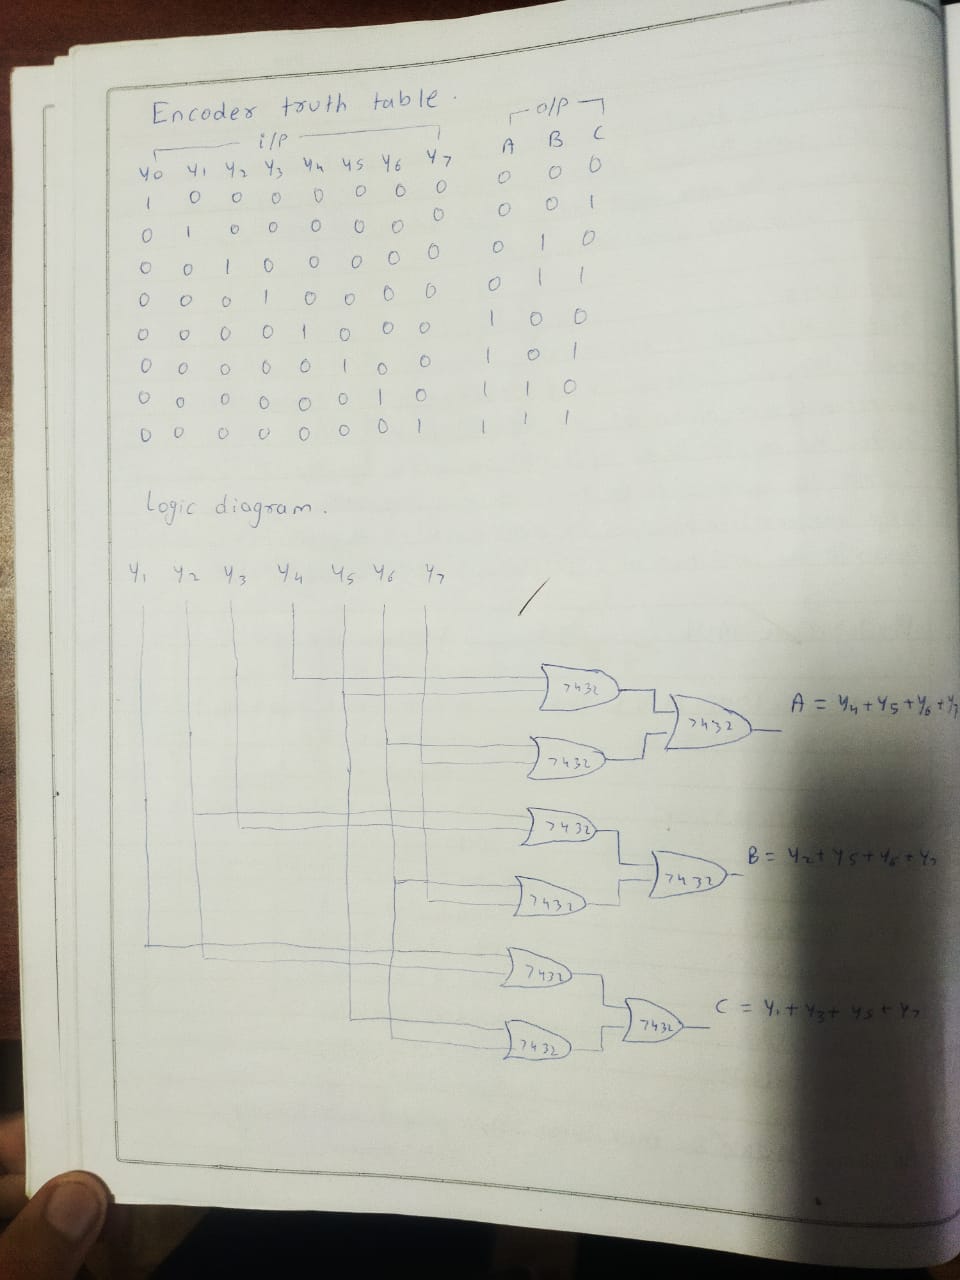 Encoder truth table.
i/p o/p
Y0 Y1 Y2 Y3 Y4 Y5 Y6 Y7 A B C
1 0 0 0 0 0 0 0 0 0 0
0 1 0 0 0 0 0 0 0 0 1
0 0 1 0 0 0 0 0 0 1 0
0 0 0 1 0 0 0 0 0 1 1
0 0 0 0 1 0 0 0 1 0 0
0 0 0 0 0 1 0 0 1 0 1
0 0 0 0 0 0 1 0 1 1 0
0 0 0 0 0 0 0 1 1 1 1
Logic diagram.
Y1 Y2 Y3 Y4 Y5 Y6 Y7
7432
7432 A = Y4+Y5+Y6+Y7
7432
7432
7432 B = Y2+Y5+Y6+Y7
7432
7432
7432 C = Y1+Y3+Y5+Y7
7432